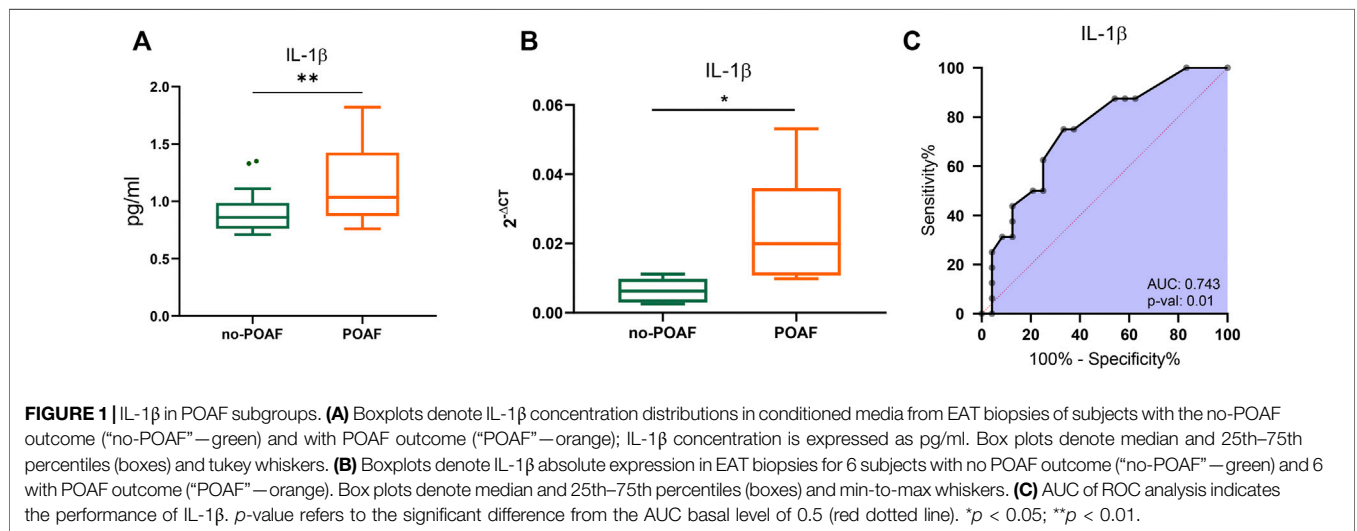 A
IL-1β
**
pg/ml
2.0
1.5
1.0
0.5
0.0
no-POAF
POAF
B
IL-1β
*
2-ΔCT
0.06
0.04
0.02
0.00
no-POAF
POAF
C
IL-1β
Sensitivity%
100
80
60
40
20
0
AUC: 0.743
p-val: 0.01
0 20 40 60 80 100
100% - Specificity%
FIGURE 1 | IL-1β in POAF subgroups. (A) Boxplots denote IL-1β concentration distributions in conditioned media from EAT biopsies of subjects with the no-POAF
outcome (“no-POAF”—green) and with POAF outcome (“POAF”—orange); IL-1β concentration is expressed as pg/ml. Box plots denote median and 25th–75th
percentiles (boxes) and tukey whiskers. (B) Boxplots denote IL-1β absolute expression in EAT biopsies for 6 subjects with no POAF outcome (“no-POAF”—green) and 6
with POAF outcome (“POAF”—orange). Box plots denote median and 25th–75th percentiles (boxes) and min-to-max whiskers. (C) AUC of ROC analysis indicates
the performance of IL-1β. p-value refers to the significant difference from the AUC basal level of 0.5 (red dotted line). *p < 0.05; **p < 0.01.